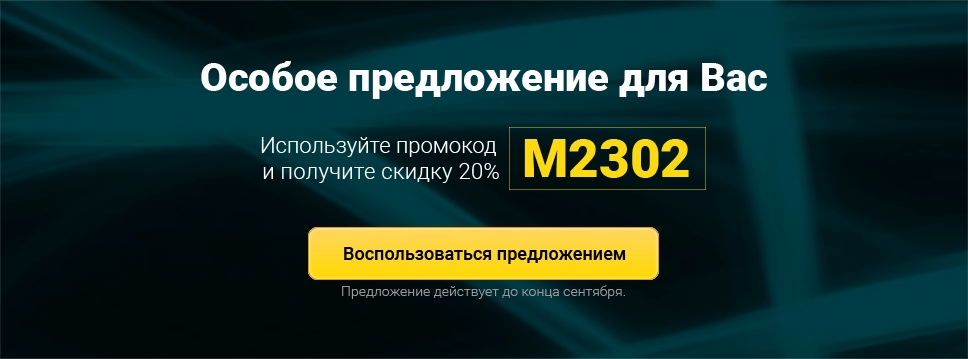 Особое предложение для Вас
Используйте промокод
и получите скидку 20%
M2302
Воспользоваться предложением
Предложение действует до конца сентября.